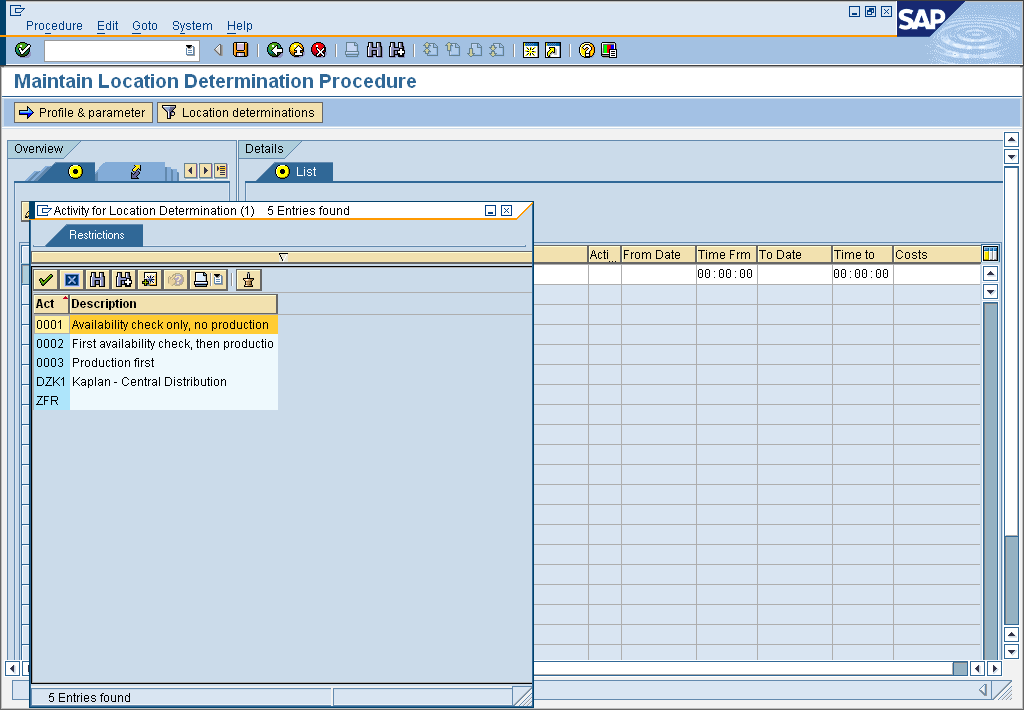 Procedure Edit Goto System Help
SAP
Maintain Location Determination Procedure
Profile & parameter Location determinations
Overview
Details
List
Activity for Location Determination (1) 5 Entries found
Restrictions
Acti... From Date Time Frm To Date Time to Costs
00:00:00 00:00:00
Act Description
0001 Availability check only, no production
0002 First availability check, then productio
0003 Production first
DZK1 Kaplan - Central Distribution
ZFR
5 Entries found